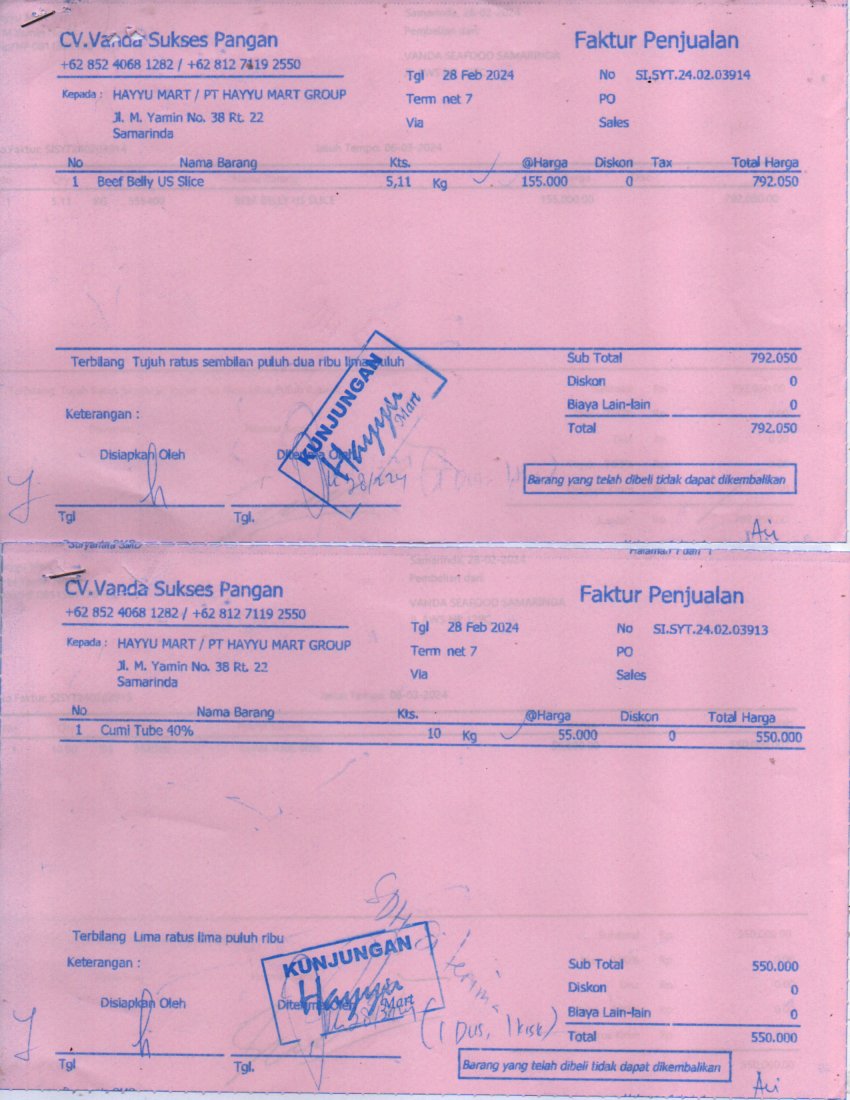 CV.Vanda Sukses Pangan
Faktur Penjualan
+62 852 4068 1282 / +62 812 7119 2550
Tgl 28 Feb 2024
No SI.SYT.24.02.03914
Kepada : HAYYU MART / PT HAYYU MART GROUP
Term net 7
PO
Jl. M. Yamin No. 38 Rt. 22
Via
Sales
Samarinda
No Nama Barang Kts. @Harga Diskon Tax Total Harga
1 Beef Belly US Slice 5,11 Kg 155.000 0 792.050
Terbilang Tujuh ratus sembilan puluh dua ribu lima puluh
Sub Total 792.050
Diskon 0
Keterangan :
Biaya Lain-lain 0
Total 792.050
Disiapkan Oleh
Diterima Oleh
KUNJUNGAN
Hayyu
Mart
Barang yang telah dibeli tidak dapat dikembalikan
Tgl
Tgl.
Halaman 1 dari 1
CV.Vanda Sukses Pangan
Faktur Penjualan
+62 852 4068 1282 / +62 812 7119 2550
Tgl 28 Feb 2024
No SI.SYT.24.02.03913
Kepada : HAYYU MART / PT HAYYU MART GROUP
Term net 7
PO
Jl. M. Yamin No. 38 Rt. 22
Via
Sales
Samarinda
No Nama Barang Kts. @Harga Diskon Total Harga
1 Cumi Tube 40% 10 Kg 55.000 0 550.000
Terbilang Lima ratus lima puluh ribu
Keterangan :
Sub Total 550.000
Diskon 0
Biaya Lain-lain 0
Total 550.000
SDH diterima
Disiapkan Oleh
Diterima Oleh
KUNJUNGAN
Hayyu
Mart
Barang yang telah dibeli tidak dapat dikembalikan
Tgl
Tgl.